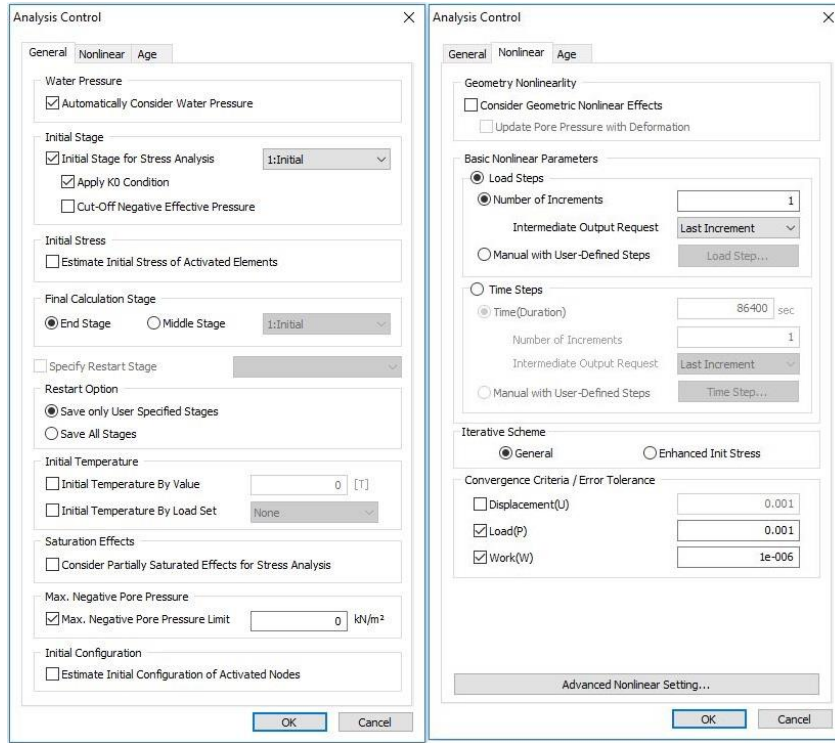 Analysis Control
General Nonlinear Age
Water Pressure
Automatically Consider Water Pressure
Initial Stage
Initial Stage for Stress Analysis 1:Initial
Apply K0 Condition
Cut-Off Negative Effective Pressure
Initial Stress
Estimate Initial Stress of Activated Elements
Final Calculation Stage
End Stage Middle Stage 1:Initial
Specify Restart Stage
Restart Option
Save only User Specified Stages
Save All Stages
Initial Temperature
Initial Temperature By Value 0 [T]
Initial Temperature By Load Set None
Saturation Effects
Consider Partially Saturated Effects for Stress Analysis
Max. Negative Pore Pressure
Max. Negative Pore Pressure Limit 0 kN/m²
Initial Configuration
Estimate Initial Configuration of Activated Nodes
OK Cancel
Analysis Control
General Nonlinear Age
Geometry Nonlinearlity
Consider Geometric Nonlinear Effects
Update Pore Pressure with Deformation
Basic Nonlinear Parameters
Load Steps
Number of Increments 1
Intermediate Output Request Last Increment
Manual with User-Defined Steps Load Step...
Time Steps
Time(Duration) 86400 sec
Number of Increments 1
Intermediate Output Request Last Increment
Manual with User-Defined Steps Time Step...
Iterative Scheme
General Enhanced Init Stress
Convergence Criteria / Error Tolerance
Displacement(U) 0.001
Load(P) 0.001
Work(W) 1e-006
Advanced Nonlinear Setting...
OK Cancel